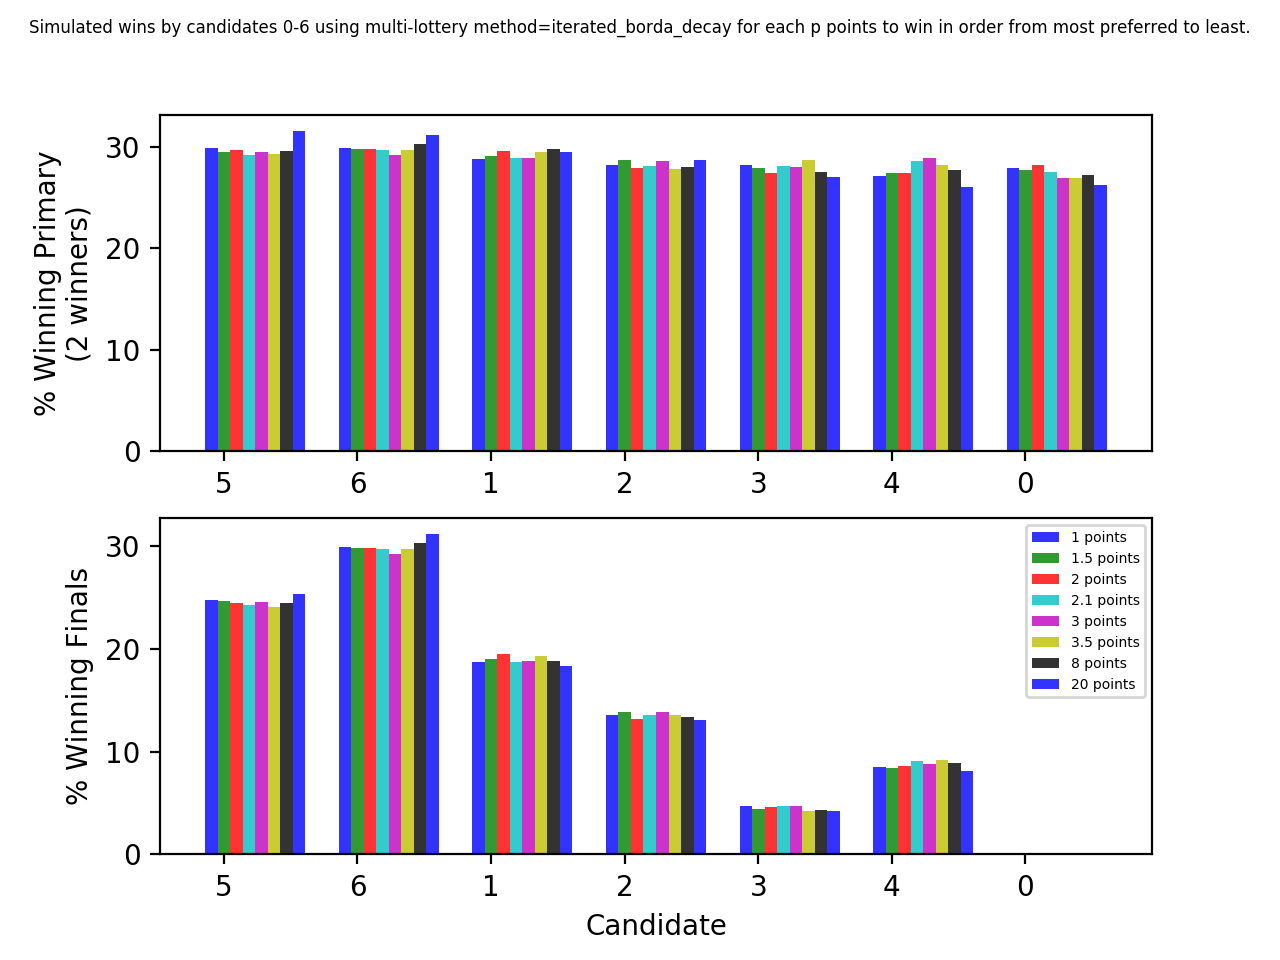 Simulated wins by candidates 0-6 using multi-lottery method=iterated_borda_decay for each p points to win in order from most preferred to least.
% Winning Primary
(2 winners)
30
20
10
0
5 6 1 2 3 4 0
% Winning Finals
30
20
10
0
1 points
1.5 points
2 points
2.1 points
3 points
3.5 points
8 points
20 points
5 6 1 2 3 4 0
Candidate